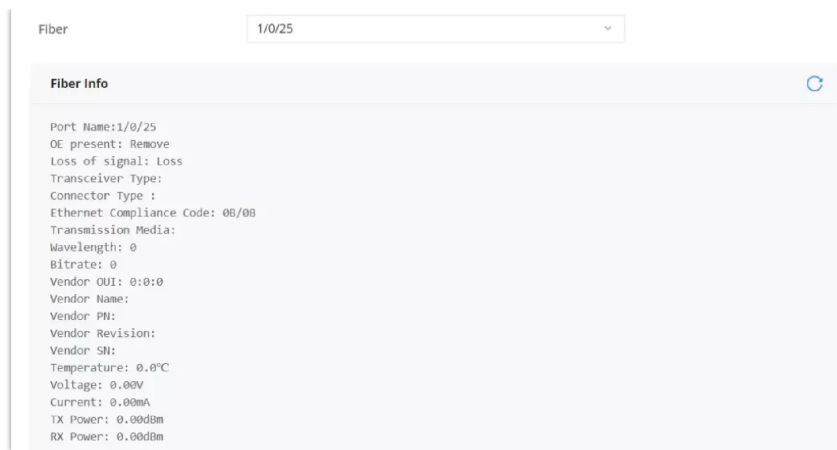 Fiber
1/0/25
Fiber Info
Port Name:1/0/25
OE present: Remove
Loss of signal: Loss
Transceiver Type:
Connector Type :
Ethernet Compliance Code: 0B/0B
Transmission Media:
Wavelength: 0
Bitrate: 0
Vendor OUI: 0:0:0
Vendor Name:
Vendor PN:
Vendor Revision:
Vendor SN:
Temperature: 0.0℃
Voltage: 0.00V
Current: 0.00mA
TX Power: 0.00dBm
RX Power: 0.00dBm